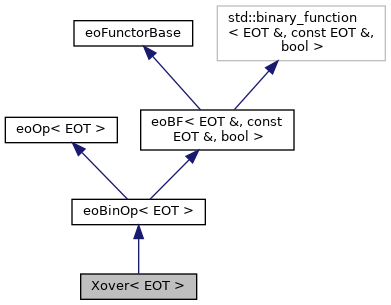 eoFunctorBase
std::binary_function
< EOT &, const EOT &,
bool >
eoOp< EOT >
eoBF< EOT &, const
EOT &, bool >
eoBinOp< EOT >
Xover< EOT >